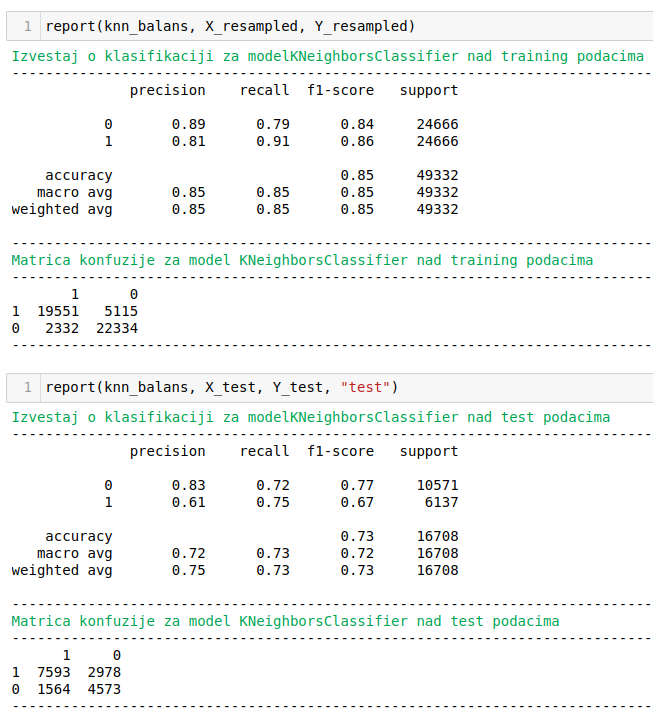 1 report(knn_balans, X_resampled, Y_resampled)
Izvestaj o klasifikaciji za modelKNeighborsClassifier nad training podacima
--------------------------------------------------------------------------------
precision recall f1-score support
0 0.89 0.79 0.84 24666
1 0.81 0.91 0.86 24666
accuracy 0.85 49332
macro avg 0.85 0.85 0.85 49332
weighted avg 0.85 0.85 0.85 49332
--------------------------------------------------------------------------------
Matrica konfuzije za model KNeighborsClassifier nad training podacima
--------------------------------------------------------------------------------
1 0
1 19551 5115
0 2332 22334
--------------------------------------------------------------------------------
1 report(knn_balans, X_test, Y_test, "test")
Izvestaj o klasifikaciji za modelKNeighborsClassifier nad test podacima
--------------------------------------------------------------------------------
precision recall f1-score support
0 0.83 0.72 0.77 10571
1 0.61 0.75 0.67 6137
accuracy 0.73 16708
macro avg 0.72 0.73 0.72 16708
weighted avg 0.75 0.73 0.73 16708
--------------------------------------------------------------------------------
Matrica konfuzije za model KNeighborsClassifier nad test podacima
--------------------------------------------------------------------------------
1 0
1 7593 2978
0 1564 4573
--------------------------------------------------------------------------------